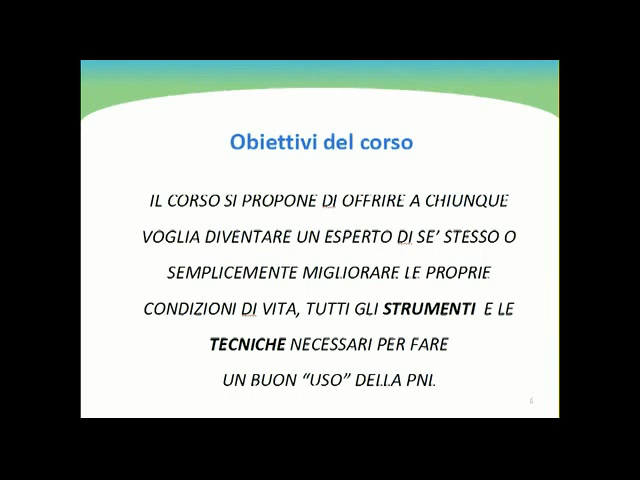 Obiettivi del corso
IL CORSO SI PROPONE DI OFFRIRE A CHIUNQUE
VOGLIA DIVENTARE UN ESPERTO DI SE’ STESSO O
SEMPLICEMENTE MIGLIORARE LE PROPRIE
CONDIZIONI DI VITA, TUTTI GLI STRUMENTI E LE
TECNICHE NECESSARI PER FARE
UN BUON “USO” DELLA PNL.
6